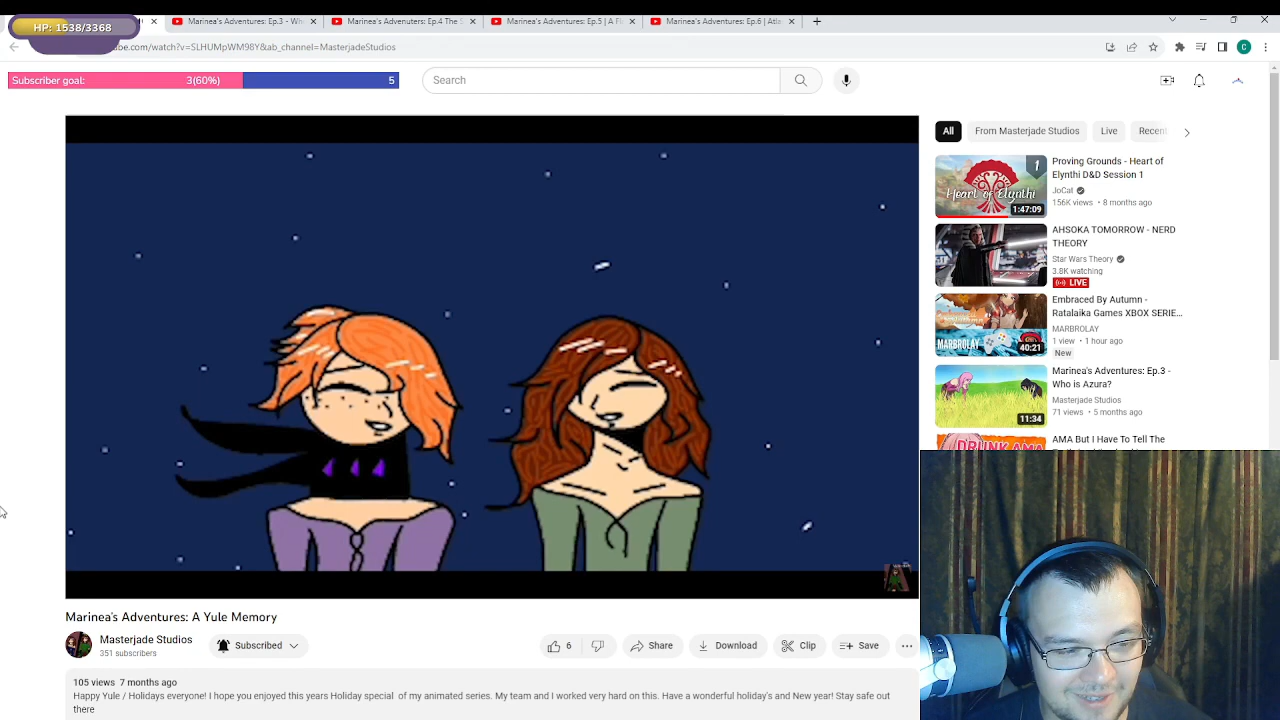 HP: 1538/3368
Marinea's Adventures: Ep.3 - Who
Marinea's Advenuters: Ep.4 The S
Marinea's Adventures: Ep.5 | A Fi
Marinea's Adventures: Ep.6 | Atla
be.com/watch?v=SLHUMpWM98Y&ab_channel=MasterjadeStudios
C
Subscriber goal: 3(60%) 5
Search
All From Masterjade Studios Live Recent
Proving Grounds - Heart of
Elynthi D&D Session 1
JoCat
156K views • 8 months ago
Heart of Elynthi
1
1:47:09
AHSOKA TOMORROW - NERD
THEORY
Star Wars Theory
3.8K watching
LIVE
Embraced By Autumn -
Ratalaika Games XBOX SERIE...
MARBROLAY
1 view • 1 hour ago
New
MARBROLAY
40:21
Marinea's Adventures: Ep.3 -
Who is Azura?
Masterjade Studios
71 views • 5 months ago
11:34
AMA But I Have To Tell The
DRUNK AMA
Marinea's Adventures: A Yule Memory
Masterjade Studios
351 subscribers
Subscribed
6 Share Download Clip Save
105 views 7 months ago
Happy Yule / Holidays everyone! I hope you enjoyed this years Holiday special of my animated series. My team and I worked very hard on this. Have a wonderful holiday's and New year! Stay safe out
there